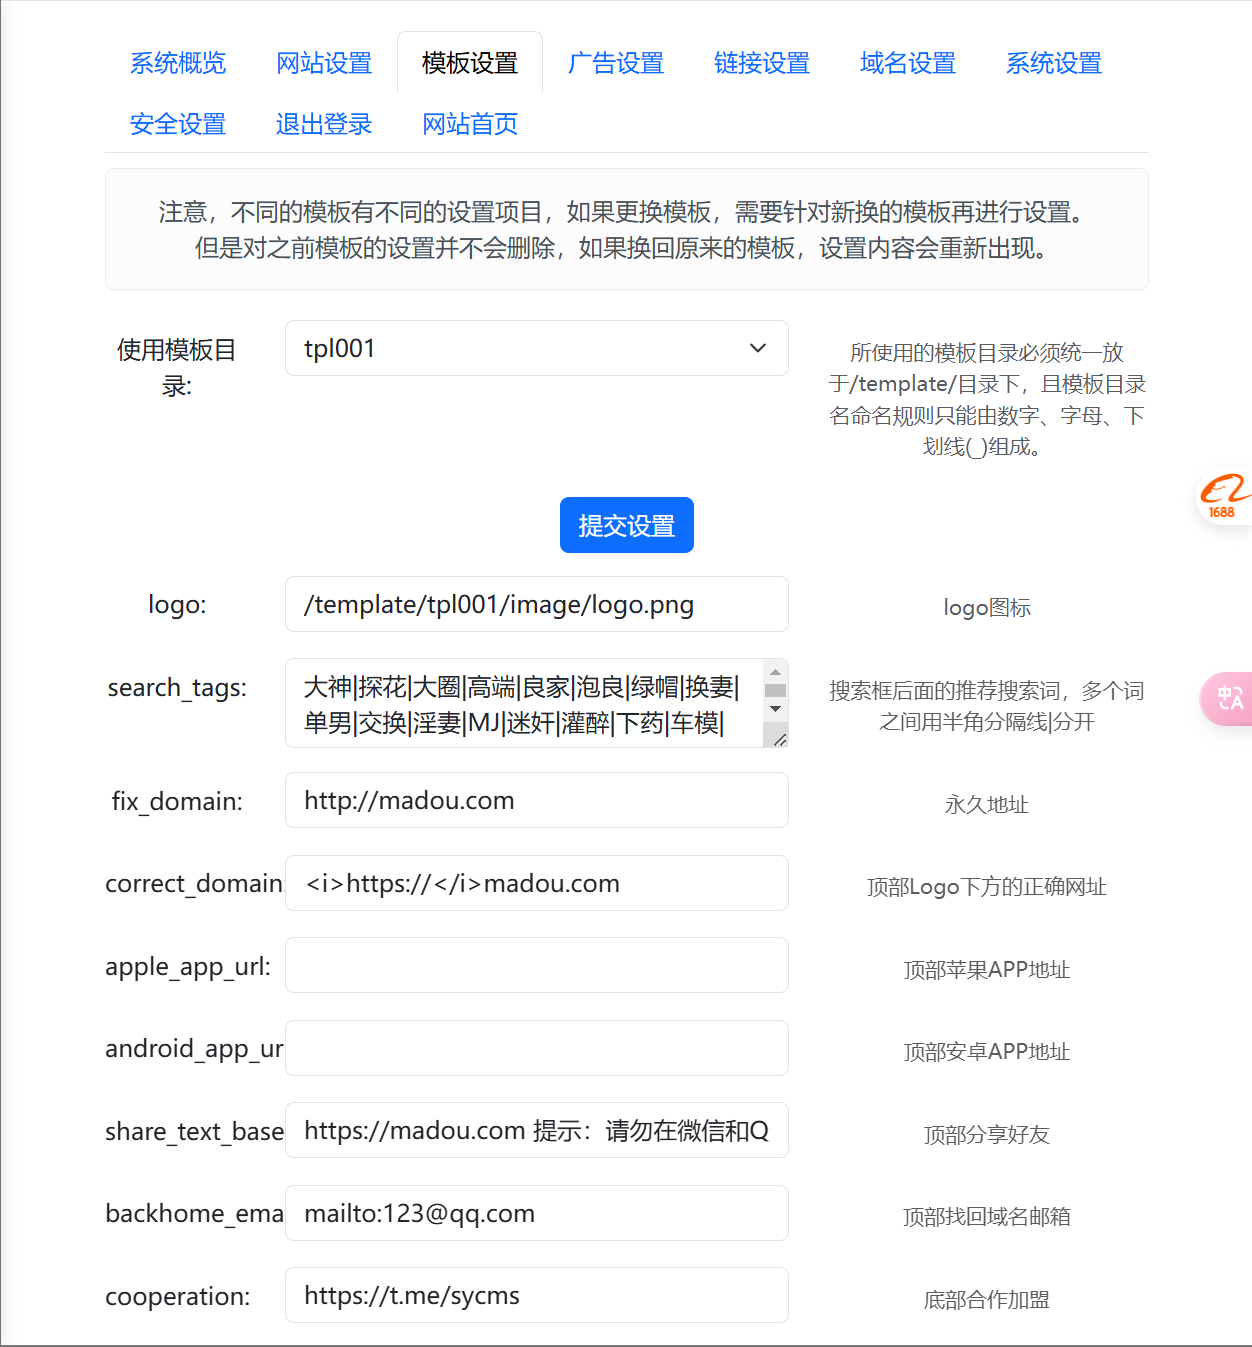 系统概览 网站设置 模板设置 广告设置 链接设置 域名设置 系统设置
安全设置 退出登录 网站首页
注意，不同的模板有不同的设置项目，如果更换模板，需要针对新换的模板再进行设置。
但是对之前模板的设置并不会删除，如果换回原来的模板，设置内容会重新出现。
使用模板目
录:
tpl001
所使用的模板目录必须统一放
于/template/目录下，且模板目录
名命名规则只能由数字、字母、下
划线(_)组成。
1688
提交设置
logo:
/template/tpl001/image/logo.png
logo图标
search_tags:
大神|探花|大圈|高端|良家|泡良|绿帽|换妻|
单男|交换|淫妻|MJ|迷奸|灌醉|下药|车模|
搜索框后面的推荐搜索词，多个词
之间用半角分隔线|分开
中A
fix_domain:
http://madou.com
永久地址
correct_domain:
<i>https://</i>madou.com
顶部Logo下方的正确网址
apple_app_url:
顶部苹果APP地址
android_app_ur
顶部安卓APP地址
share_text_base
https://madou.com 提示：请勿在微信和Q
顶部分享好友
backhome_ema
mailto:123@qq.com
顶部找回域名邮箱
cooperation:
https://t.me/sycms
底部合作加盟